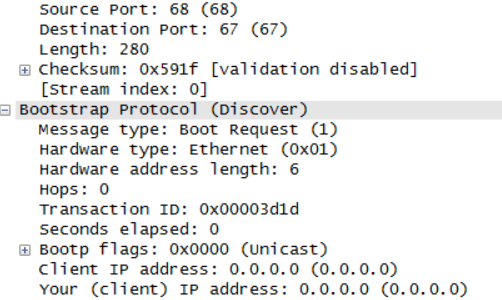 Source Port: 68 (68)
Destination Port: 67 (67)
Length: 280
Checksum: 0x591f [validation disabled]
[Stream index: 0]
Bootstrap Protocol (Discover)
Message type: Boot Request (1)
Hardware type: Ethernet (0x01)
Hardware address length: 6
Hops: 0
Transaction ID: 0x00003d1d
Seconds elapsed: 0
Bootp flags: 0x0000 (Unicast)
Client IP address: 0.0.0.0 (0.0.0.0)
Your (client) IP address: 0.0.0.0 (0.0.0.0)